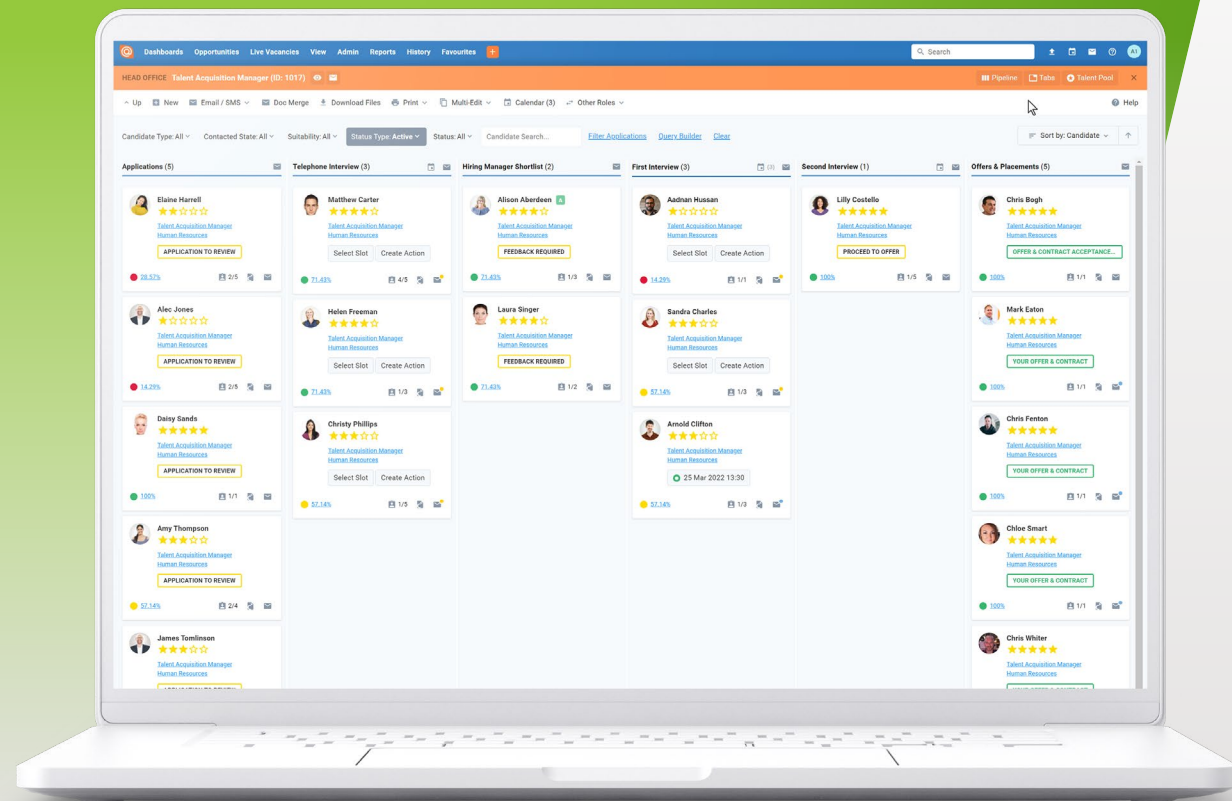 Dashboards Opportunities Live Vacancies View Admin Reports History Favourites Search A1
HEAD OFFICE Talent Acquisition Manager (ID: 1017) Pipeline Tabs Talent Pool
Up New Email / SMS Doc Merge Download Files Print Multi-Edit Calendar (3) Other Roles Help
Candidate Type: All Contacted State: All Suitability: All Status Type: Active Status: All Candidate Search... Filter Applications Query Builder Clear Sort by: Candidate
Applications (5)
Elaine Harrell
Talent Acquisition Manager
Human Resources
APPLICATION TO REVIEW
28.57% 2/5
Alec Jones
Talent Acquisition Manager
Human Resources
APPLICATION TO REVIEW
14.29% 2/5
Daisy Sands
Talent Acquisition Manager
Human Resources
APPLICATION TO REVIEW
100% 1/1
Amy Thompson
Talent Acquisition Manager
Human Resources
APPLICATION TO REVIEW
57.14% 2/4
James Tomlinson
Talent Acquisition Manager
Human Resources
Telephone Interview (3)
Matthew Carter
Talent Acquisition Manager
Human Resources
Select Slot Create Action
71.43% 4/5
Helen Freeman
Talent Acquisition Manager
Human Resources
Select Slot Create Action
71.43% 1/3
Christy Phillips
Talent Acquisition Manager
Human Resources
Select Slot Create Action
57.14% 1/5
Hiring Manager Shortlist (2)
Alison Aberdeen A
Talent Acquisition Manager
Human Resources
FEEDBACK REQUIRED
71.43% 1/3
Laura Singer
Talent Acquisition Manager
Human Resources
FEEDBACK REQUIRED
71.43% 1/2
First Interview (3)
Aadnan Hussan
Talent Acquisition Manager
Human Resources
Select Slot Create Action
14.29% 1/1
Sandra Charles
Talent Acquisition Manager
Human Resources
Select Slot Create Action
57.14% 1/3
Arnold Clifton
Talent Acquisition Manager
Human Resources
25 Mar 2022 13:30
57.14% 1/3
Second Interview (1)
Lilly Costello
Talent Acquisition Manager
Human Resources
PROCEED TO OFFER
100% 1/5
Offers & Placements (5)
Chris Bogh
Talent Acquisition Manager
Human Resources
OFFER & CONTRACT ACCEPTANCE...
100% 1/1
Mark Eaton
Talent Acquisition Manager
Human Resources
YOUR OFFER & CONTRACT
100% 1/1
Chris Fenton
Talent Acquisition Manager
Human Resources
YOUR OFFER & CONTRACT
100% 1/1
Chloe Smart
Talent Acquisition Manager
Human Resources
YOUR OFFER & CONTRACT
100% 1/1
Chris Whiter
Talent Acquisition Manager
Human Resources